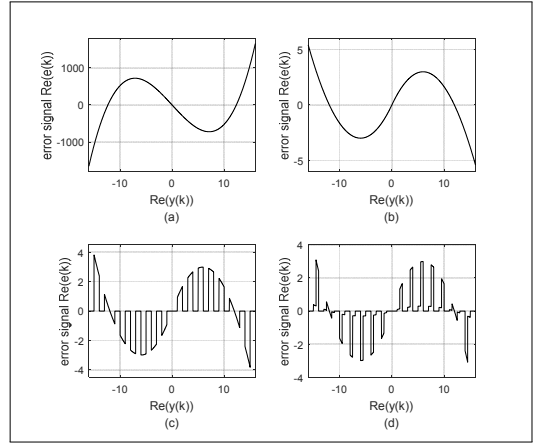 error signal Re(e(k))
1000
0
-1000
-10 0 10
Re(y(k))
(a)
error signal Re(e(k))
5
0
-5
-10 0 10
Re(y(k))
(b)
error signal Re(e(k))
4
2
0
-2
-4
-10 0 10
Re(y(k))
(c)
error signal Re(e(k))
4
2
0
-2
-4
-10 0 10
Re(y(k))
(d)